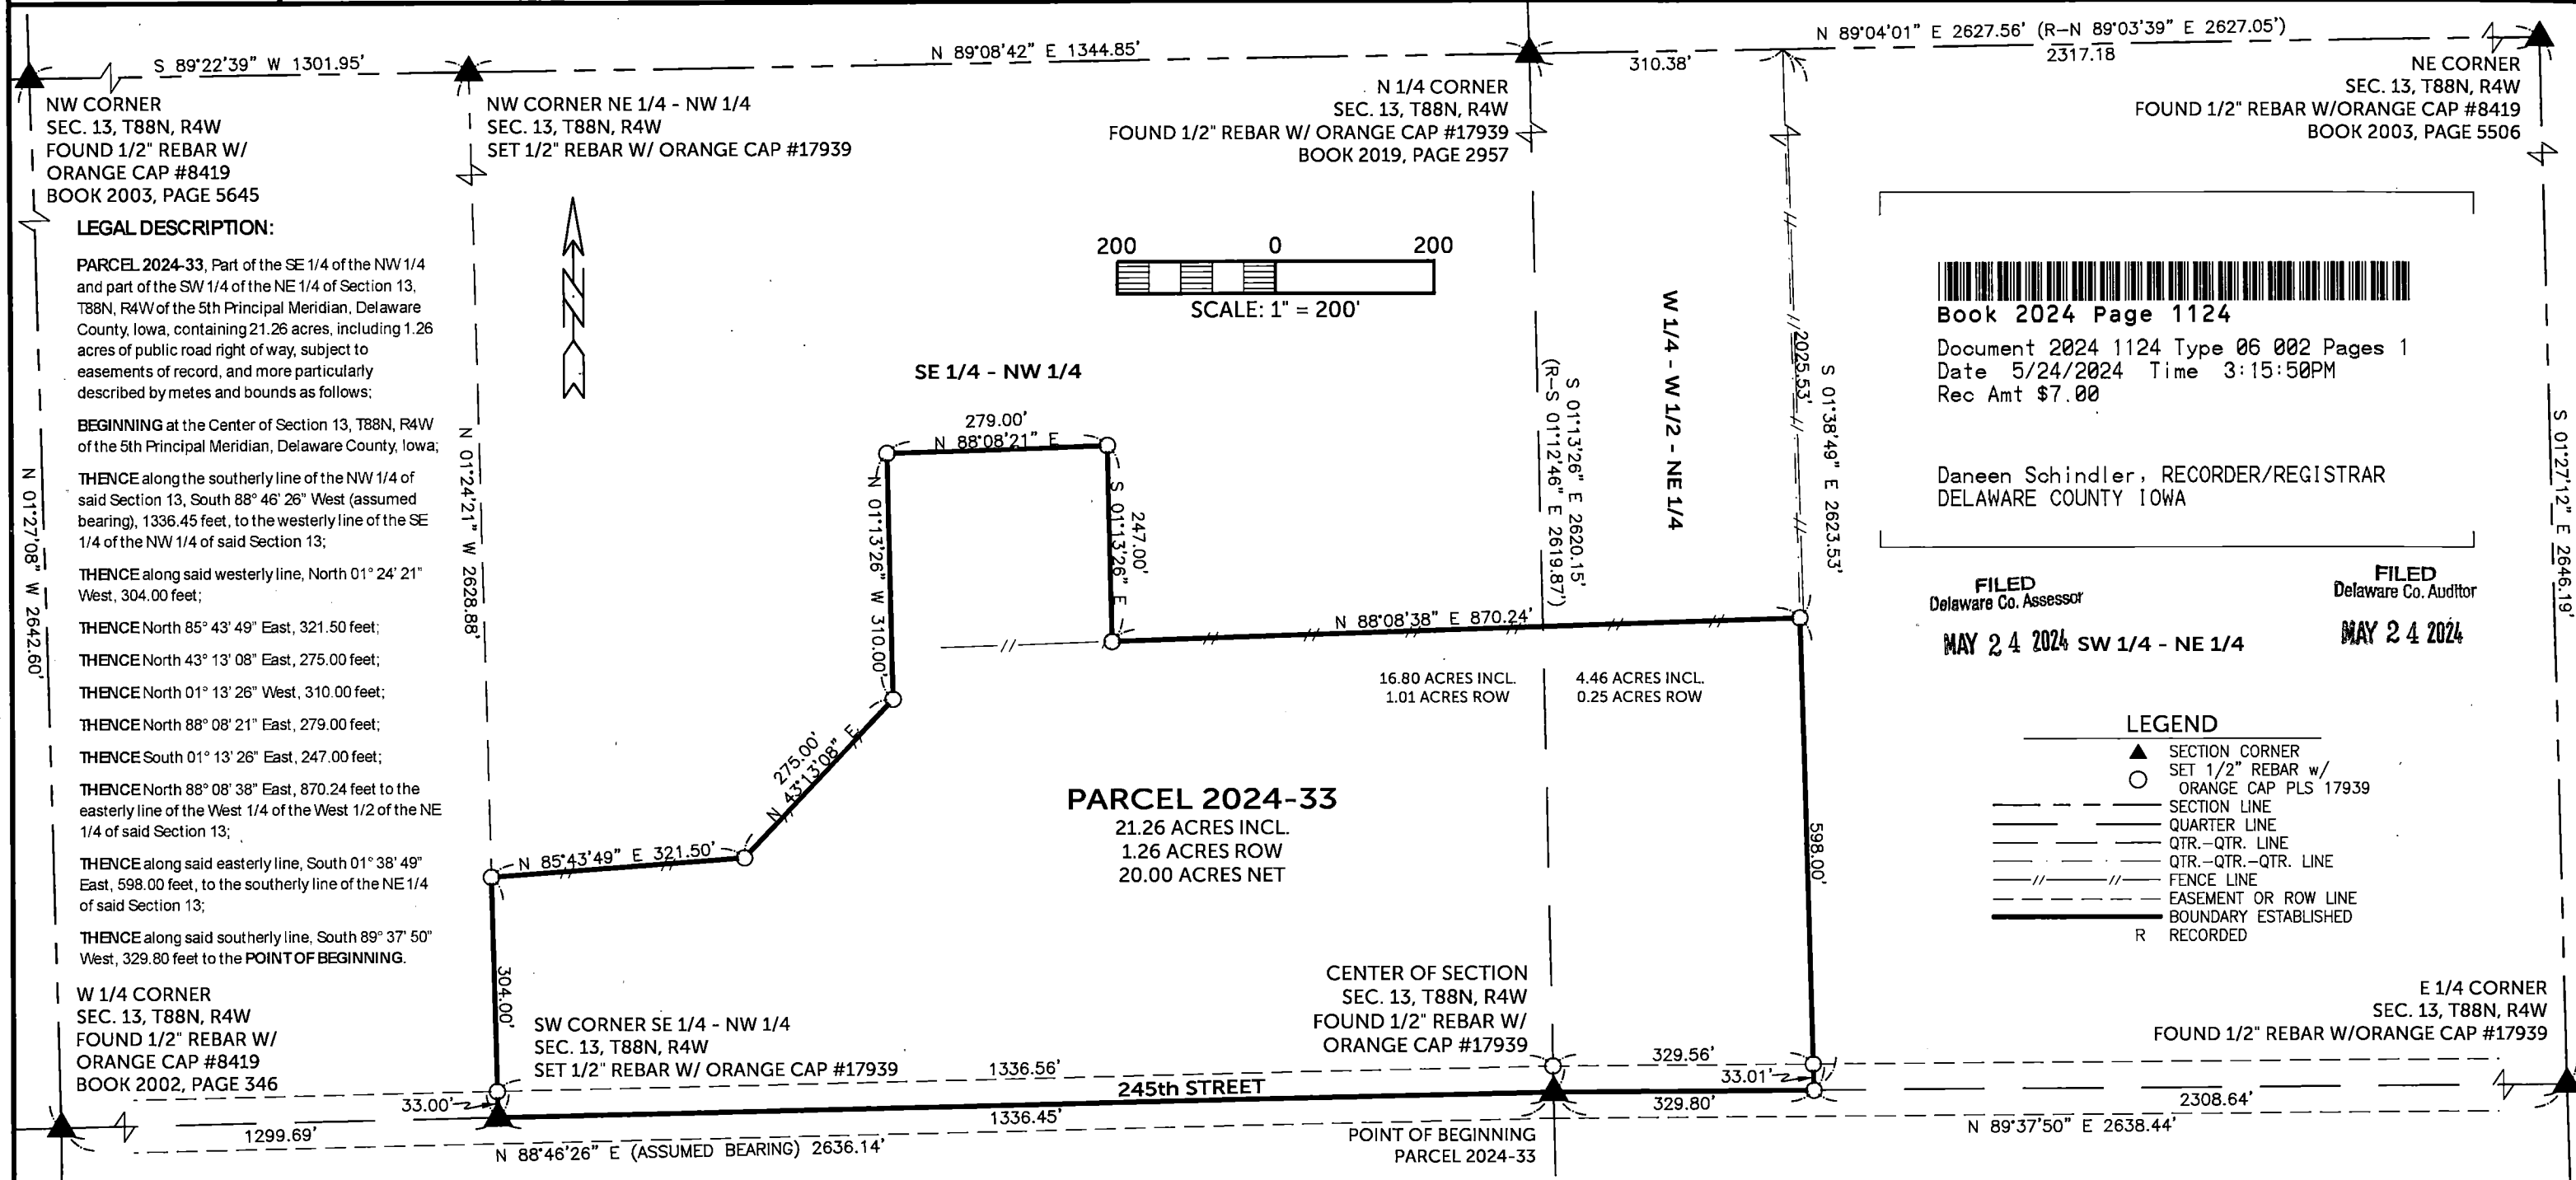 S 89°22'39" W 1301.95'
N 89°08'42" E 1344.85'
N 89°04'01" E 2627.56' (R-N 89°03'39" E 2627.05')
310.38'
2317.18
NW CORNER
SEC. 13, T88N, R4W
FOUND 1/2" REBAR W/
ORANGE CAP #8419
BOOK 2003, PAGE 5645
NW CORNER NE 1/4 - NW 1/4
SEC. 13, T88N, R4W
SET 1/2" REBAR W/ ORANGE CAP #17939
N 1/4 CORNER
SEC. 13, T88N, R4W
FOUND 1/2" REBAR W/ ORANGE CAP #17939
BOOK 2019, PAGE 2957
NE CORNER
SEC. 13, T88N, R4W
FOUND 1/2" REBAR W/ORANGE CAP #8419
BOOK 2003, PAGE 5506
LEGAL DESCRIPTION:
PARCEL 2024-33, Part of the SE 1/4 of the NW 1/4
and part of the SW 1/4 of the NE 1/4 of Section 13,
T88N, R4W of the 5th Principal Meridian, Delaware
County, Iowa, containing 21.26 acres, including 1.26
acres of public road right of way, subject to
easements of record, and more particularly
described by metes and bounds as follows;
BEGINNING at the Center of Section 13, T88N, R4W
of the 5th Principal Meridian, Delaware County, Iowa;
THENCE along the southerly line of the NW 1/4 of
said Section 13, South 88° 46' 26" West (assumed
bearing), 1336.45 feet, to the westerly line of the SE
1/4 of the NW 1/4 of said Section 13;
THENCE along said westerly line, North 01° 24' 21"
West, 304.00 feet;
THENCE North 85° 43' 49" East, 321.50 feet;
THENCE North 43° 13' 08" East, 275.00 feet;
THENCE North 01° 13' 26" West, 310.00 feet;
THENCE North 88° 08' 21" East, 279.00 feet;
THENCE South 01° 13' 26" East, 247.00 feet;
THENCE North 88° 08' 38" East, 870.24 feet to the
easterly line of the West 1/4 of the West 1/2 of the NE
1/4 of said Section 13;
THENCE along said easterly line, South 01° 38' 49"
East, 598.00 feet, to the southerly line of the NE 1/4
of said Section 13;
THENCE along said southerly line, South 89° 37' 50"
West, 329.80 feet to the POINT OF BEGINNING.
W 1/4 CORNER
SEC. 13, T88N, R4W
FOUND 1/2" REBAR W/
ORANGE CAP #8419
BOOK 2002, PAGE 346
N 01°27'08" W 2642.60'
N 01°24'21" W 2628.88'
200 0 200
SCALE: 1" = 200'
SE 1/4 - NW 1/4
279.00'
N 88°08'21" E
N 01°13'26" W 310.00'
S 01°13'26" E
247.00'
S 01°13'26" E 2620.15'
(R-S 01°12'46" E 2619.87')
W 1/4 - W 1/2 - NE 1/4
2025.53'
S 01°38'49" E 2623.53'
S 01°27'12" E 2646.19'
Book 2024 Page 1124
Document 2024 1124 Type 06 002 Pages 1
Date 5/24/2024 Time 3:15:50PM
Rec Amt $7.00
Daneen Schindler, RECORDER/REGISTRAR
DELAWARE COUNTY IOWA
FILED
Delaware Co. Assessor
MAY 24 2024
FILED
Delaware Co. Auditor
MAY 24 2024
SW 1/4 - NE 1/4
N 88°08'38" E 870.24'
16.80 ACRES INCL.
1.01 ACRES ROW
4.46 ACRES INCL.
0.25 ACRES ROW
275.00'
N 43°13'08" E
N 85°43'49" E 321.50'
PARCEL 2024-33
21.26 ACRES INCL.
1.26 ACRES ROW
20.00 ACRES NET
598.00'
304.00'
LEGEND
SECTION CORNER
SET 1/2" REBAR w/
ORANGE CAP PLS 17939
SECTION LINE
QUARTER LINE
QTR.-QTR. LINE
QTR.-QTR.-QTR. LINE
FENCE LINE
EASEMENT OR ROW LINE
BOUNDARY ESTABLISHED
R RECORDED
SW CORNER SE 1/4 - NW 1/4
SEC. 13, T88N, R4W
SET 1/2" REBAR W/ ORANGE CAP #17939
CENTER OF SECTION
SEC. 13, T88N, R4W
FOUND 1/2" REBAR W/
ORANGE CAP #17939
E 1/4 CORNER
SEC. 13, T88N, R4W
FOUND 1/2" REBAR W/ORANGE CAP #17939
1336.56'
329.56'
33.00'
245th STREET
33.01'
1299.69'
1336.45'
329.80'
2308.64'
N 88°46'26" E (ASSUMED BEARING) 2636.14'
N 89°37'50" E 2638.44'
POINT OF BEGINNING
PARCEL 2024-33